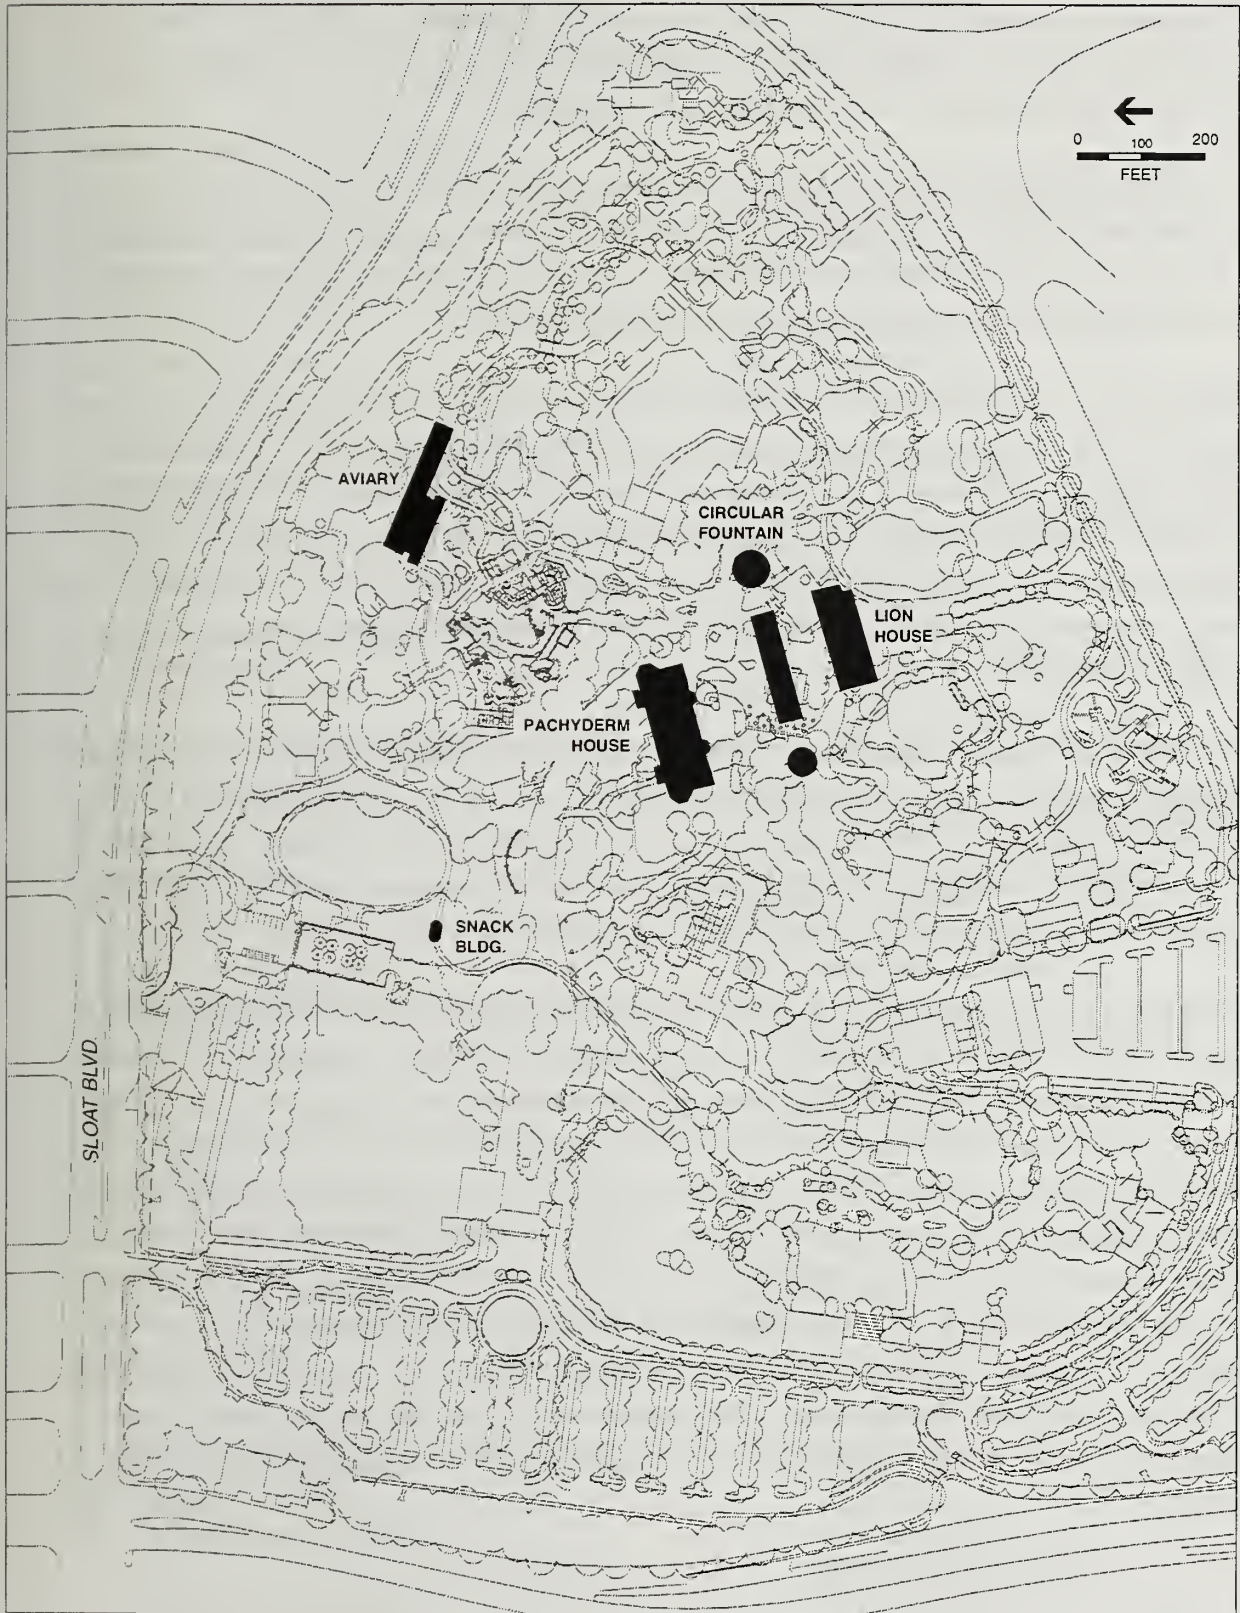 0 100 200
FEET
AVIARY
CIRCULAR
FOUNTAIN
LION
HOUSE
PACHYDERM
HOUSE
SNACK
BLDG.
SLOAT BLVD.